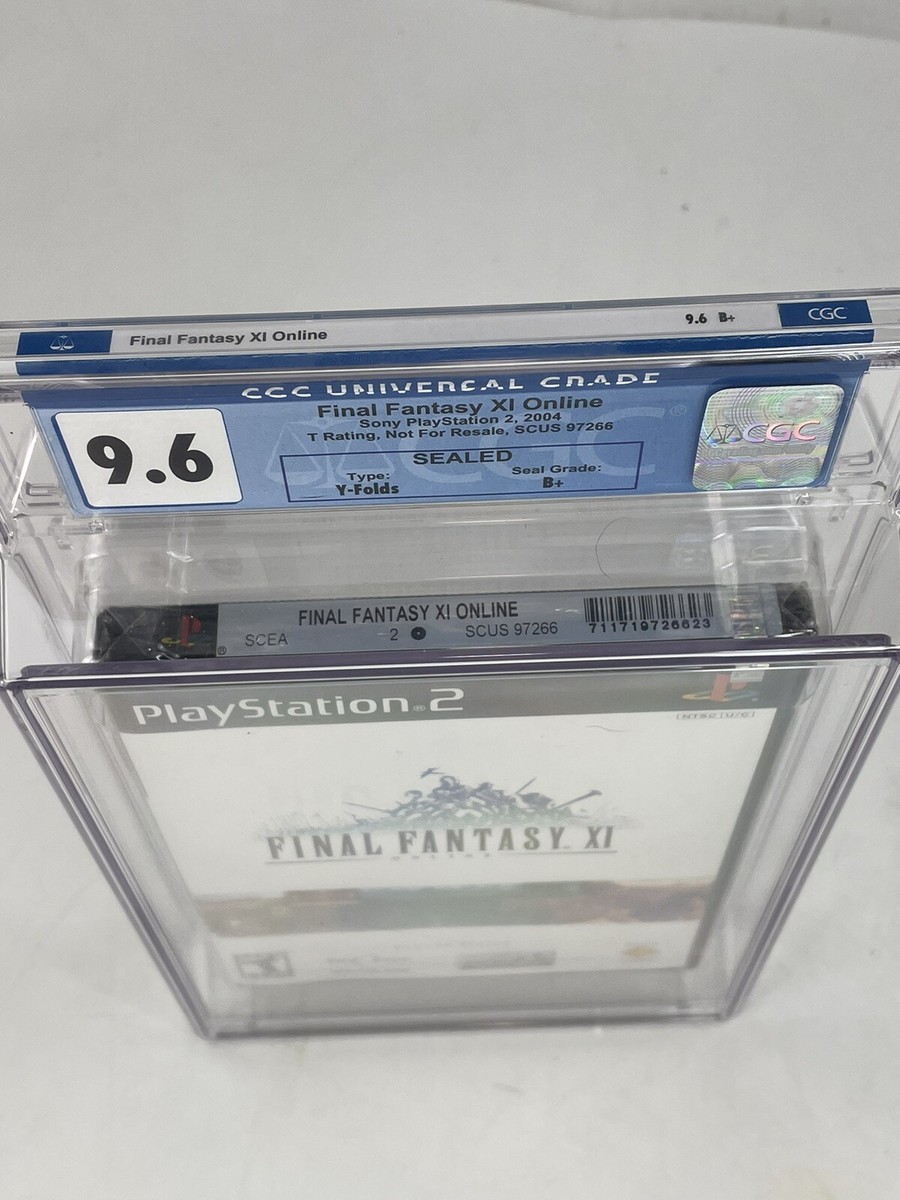 Final Fantasy XI Online
9.6 B+
CGC
CGC UNIVERSAL GRADE
9.6
Final Fantasy XI Online
Sony PlayStation 2, 2004
T Rating, Not For Resale, SCUS 97266
SEALED
Type:
Y-Folds
Seal Grade:
B+
CGC
FINAL FANTASY XI ONLINE
SCEA
2
SCUS 97266
711719726623
PlayStation®2
NTSC U/C
FINAL FANTASY™ XI
ONLINE